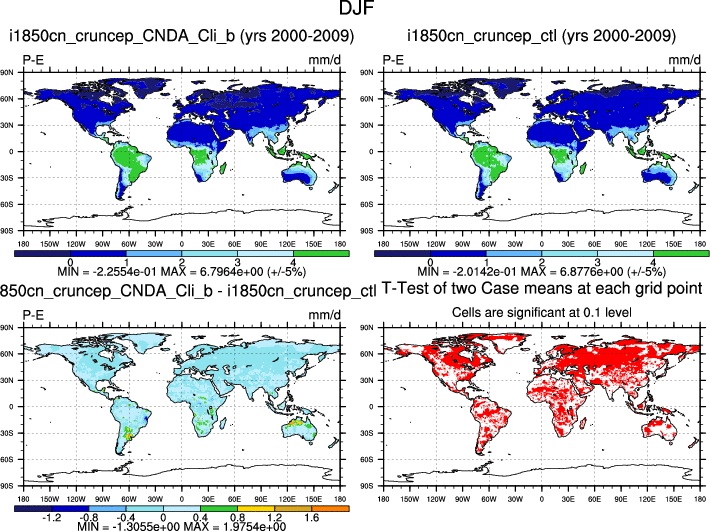 DJF
i1850cn_cruncep_CNDA_Cli_b (yrs 2000-2009)
P-E mm/d
90N
60N
30N
0
30S
60S
90S
180 150W 120W 90W 60W 30W 0 30E 60E 90E 120E 150E 180
0 1 2 3 4
MIN = -2.2554e-01 MAX = 6.7964e+00 (+/-5%)
i1850cn_cruncep_ctl (yrs 2000-2009)
P-E mm/d
90N
60N
30N
0
30S
60S
90S
180 150W 120W 90W 60W 30W 0 30E 60E 90E 120E 150E 180
0 1 2 3 4
MIN = -2.0142e-01 MAX = 6.8776e+00 (+/-5%)
850cn_cruncep_CNDA_Cli_b - i1850cn_cruncep_ctl
P-E mm/d
90N
60N
30N
0
30S
60S
90S
180 150W 120W 90W 60W 30W 0 30E 60E 90E 120E 150E 180
-1.2 -0.8 -0.4 0 0.4 0.8 1.2 1.6
MIN = -1.3055e+00 MAX = 1.9754e+00
T-Test of two Case means at each grid point
Cells are significant at 0.1 level
90N
60N
30N
0
30S
60S
90S
180 150W 120W 90W 60W 30W 0 30E 60E 90E 120E 150E 180